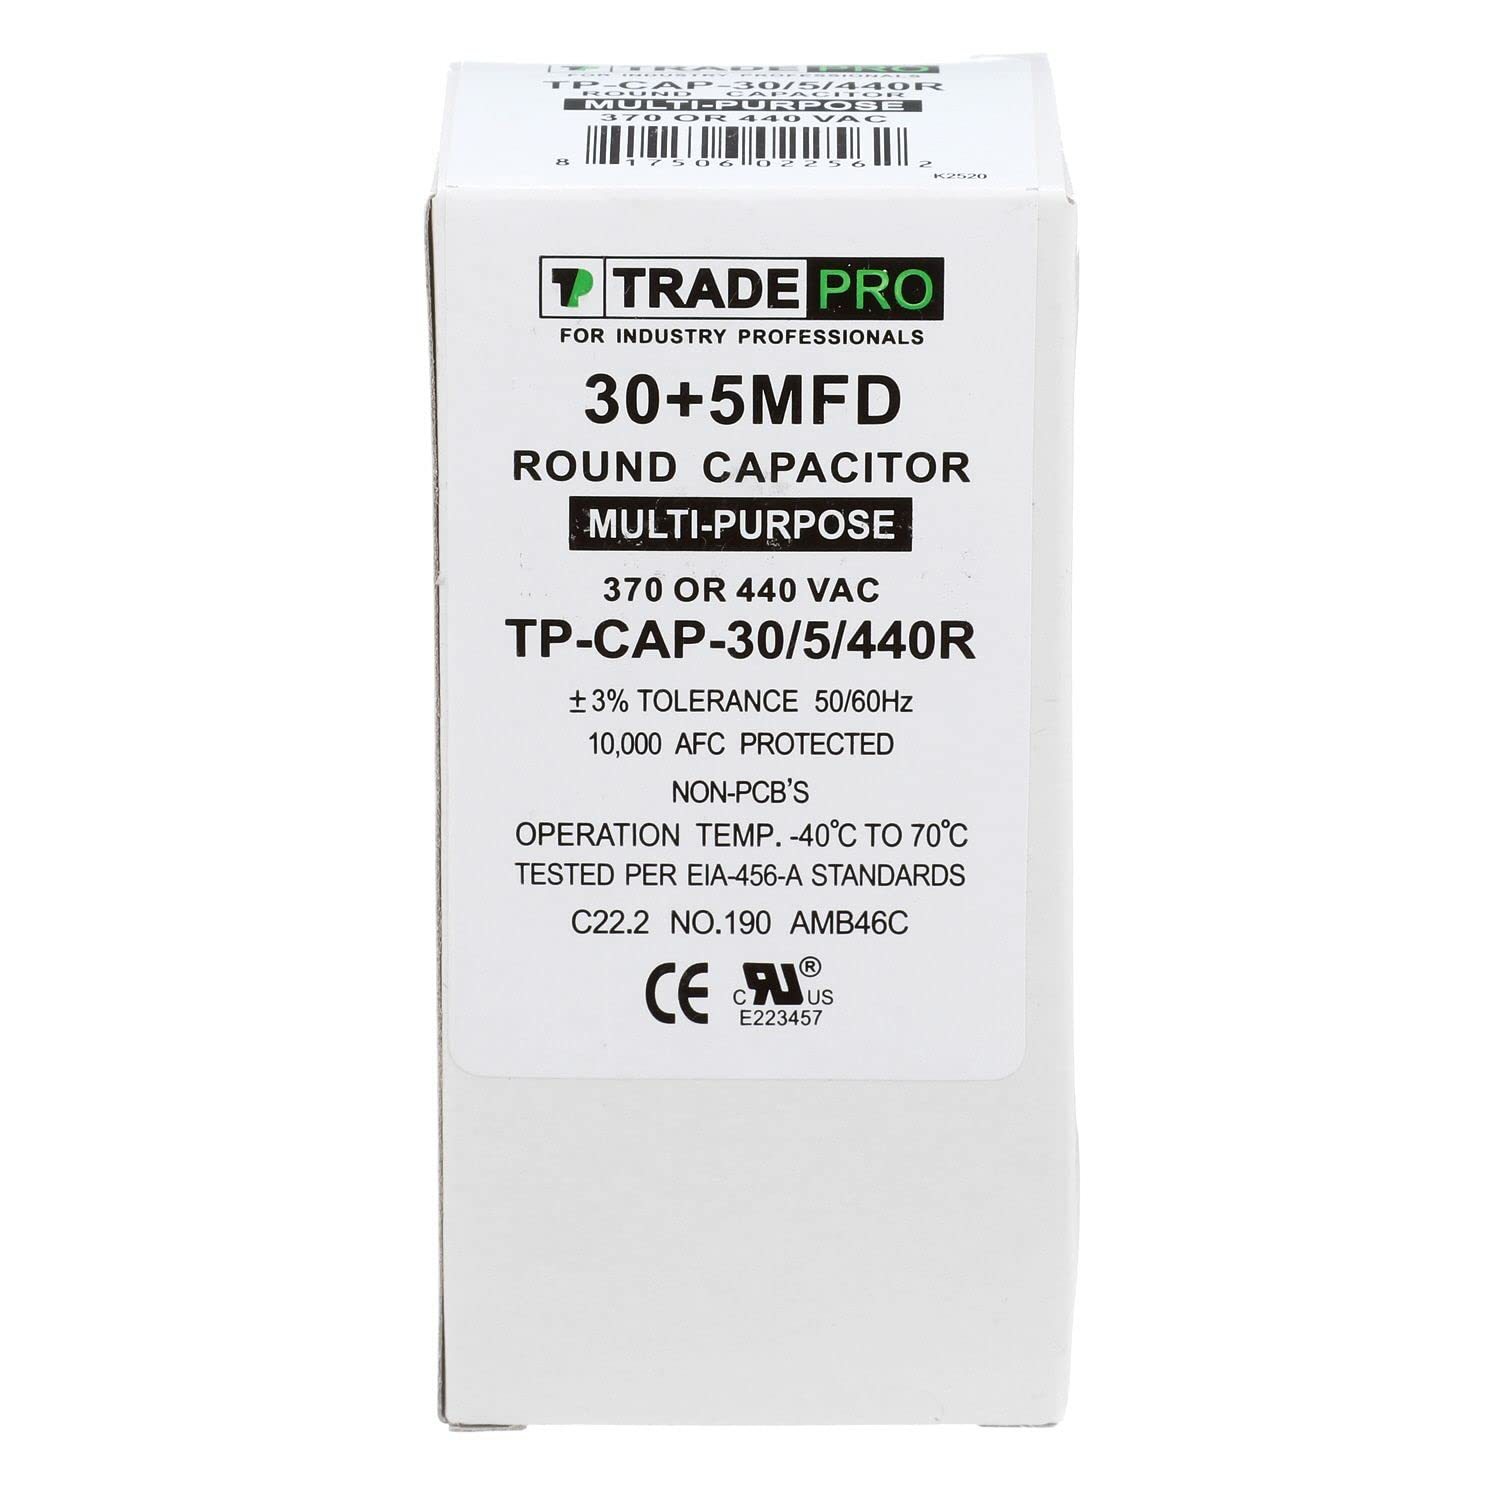 TRADEPRO
FOR INDUSTRY PROFESSIONALS
TP-CAP-30/5/440R
ROUND CAPACITOR
MULTI-PURPOSE
370 OR 440 VAC
8 17506 02256 2
K2520
TP TRADEPRO
FOR INDUSTRY PROFESSIONALS
30+5MFD
ROUND CAPACITOR
MULTI-PURPOSE
370 OR 440 VAC
TP-CAP-30/5/440R
±3% TOLERANCE 50/60Hz
10,000 AFC PROTECTED
NON-PCB'S
OPERATION TEMP. -40°C TO 70°C
TESTED PER EIA-456-A STANDARDS
C22.2 NO.190 AMB46C
CE C RU® US
E223457